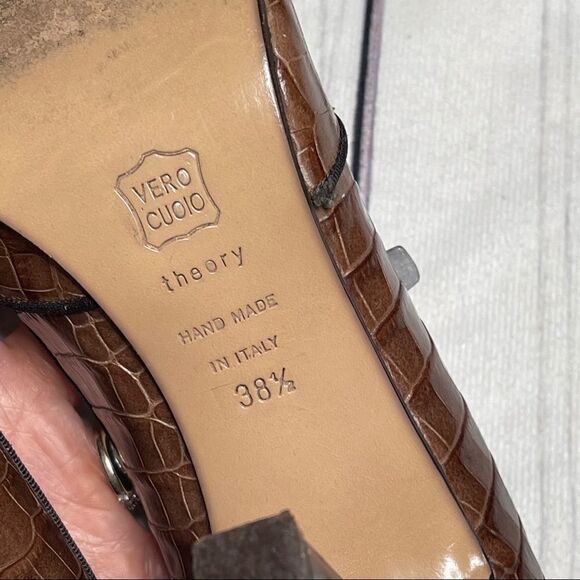 VERO
CUOIO
theory
HAND MADE
IN ITALY
38½